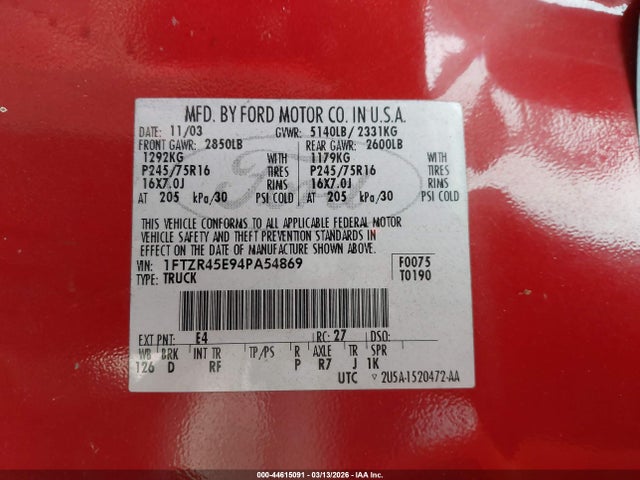 MFD. BY FORD MOTOR CO. IN U.S.A.
DATE: 11/03 GVWR: 5140LB/ 2331KG
FRONT GAWR: 2850LB REAR GAWR: 2600LB
1292KG WITH 1179KG WITH
P245/75R16 TIRES P245/75R16 TIRES
16X7.0J RIMS 16X7.0J RIMS
AT 205 kPa/30 PSI COLD AT 205 kPa/30 PSI COLD
THIS VEHICLE CONFORMS TO ALL APPLICABLE FEDERAL MOTOR
VEHICLE SAFETY AND THEFT PREVENTION STANDARDS IN
EFFECT ON THE DATE OF MANUFACTURE SHOWN ABOVE.
VIN: 1FTZR45E94PA54869 F0075
TYPE: TRUCK T0190
EXT PNT: E4 RC: 27 DSO:
WB BRK INT TR TP/PS R AXLE TR SPR
126 D RF P R7 J 1K
UTC ▽ 2U5A-1520472-AA
Ford
000-44615091 - 03/13/2026 - IAA Inc.